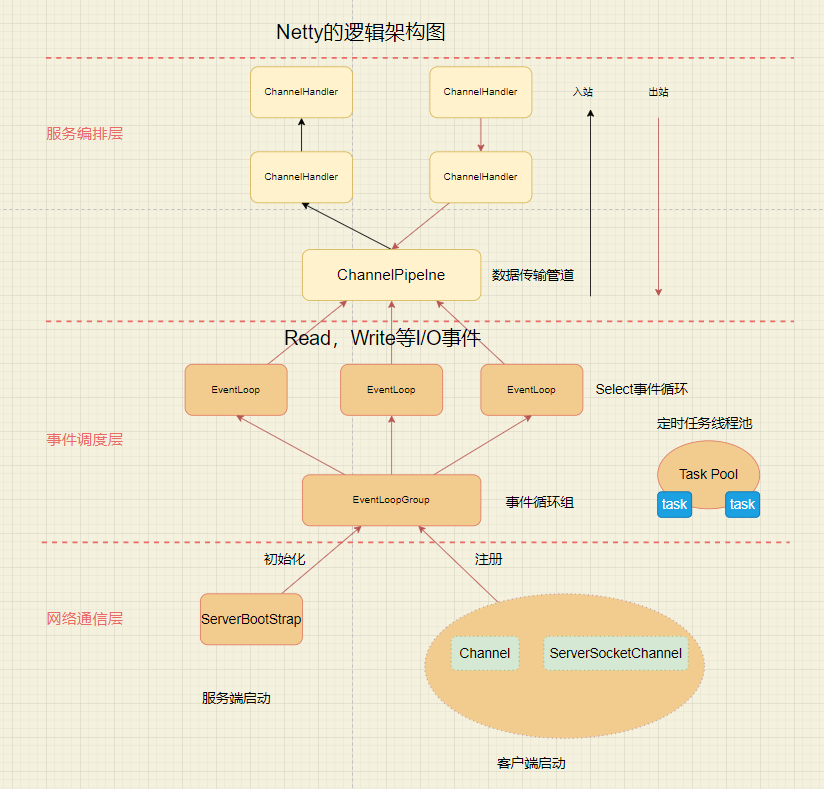 Netty的逻辑架构图
ChannelHandler
ChannelHandler
入站
出站
服务编排层
ChannelHandler
ChannelHandler
ChannelPipelne
数据传输管道
Read，Write等I/O事件
EventLoop
EventLoop
EventLoop
Select事件循环
定时任务线程池
事件调度层
Task Pool
task
task
EventLoopGroup
事件循环组
初始化
注册
网络通信层
ServerBootStrap
Channel
ServerSocketChannel
服务端启动
客户端启动